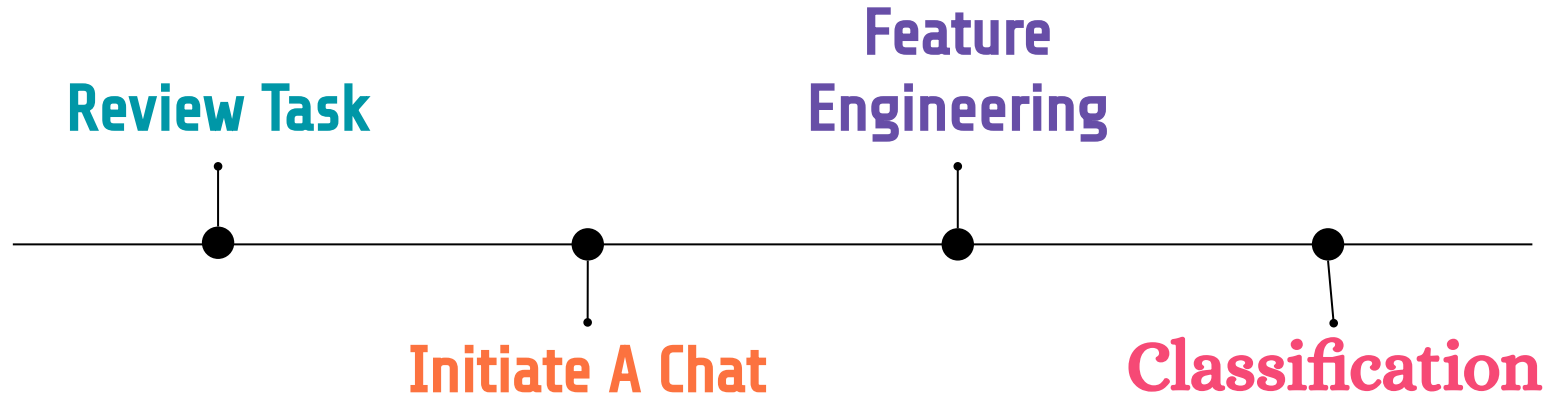 Review Task
Initiate A Chat
Feature
Engineering
Classification